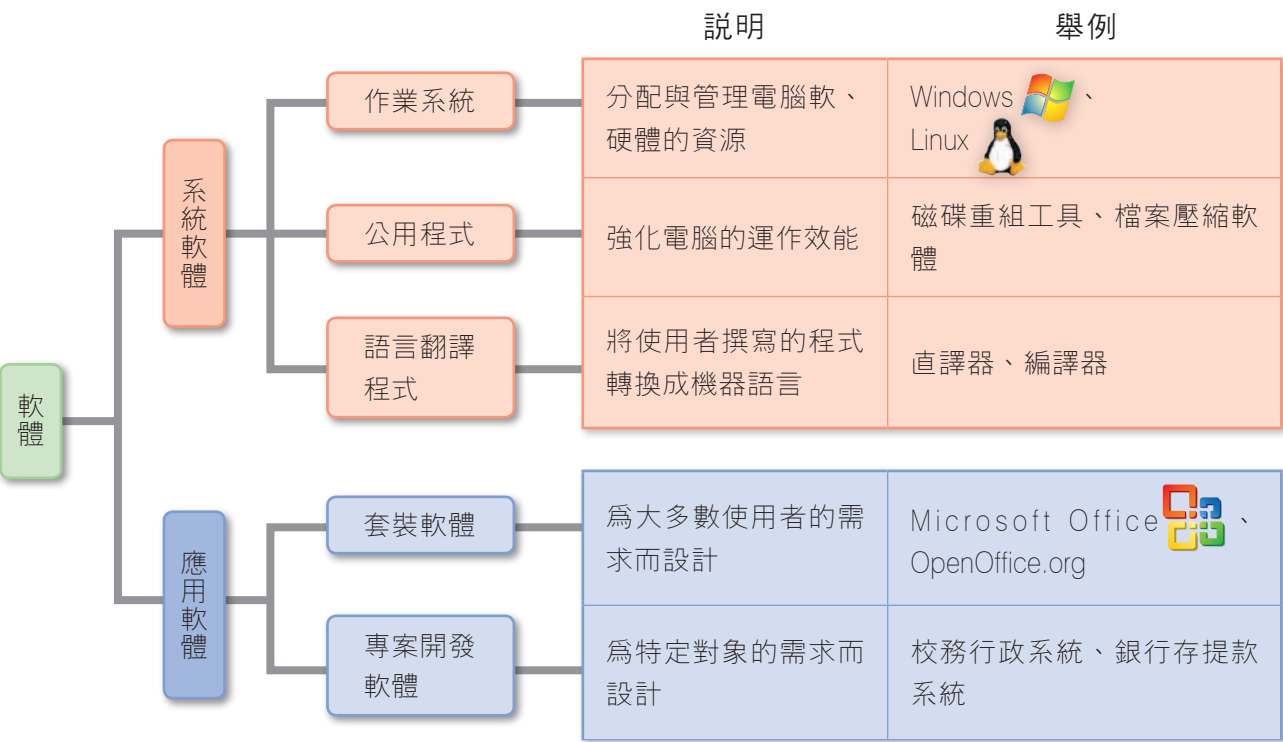 説明
舉例
軟體
系統軟體
作業系統
分配與管理電腦軟、
硬體的資源
Windows、
Linux
公用程式
強化電腦的運作效能
磁碟重組工具、檔案壓縮軟
體
語言翻譯
程式
將使用者撰寫的程式
轉換成機器語言
直譯器、編譯器
應用軟體
套裝軟體
爲大多數使用者的需
求而設計
Microsoft Office、
OpenOffice.org
專案開發
軟體
爲特定對象的需求而
設計
校務行政系統、銀行存提款
系統